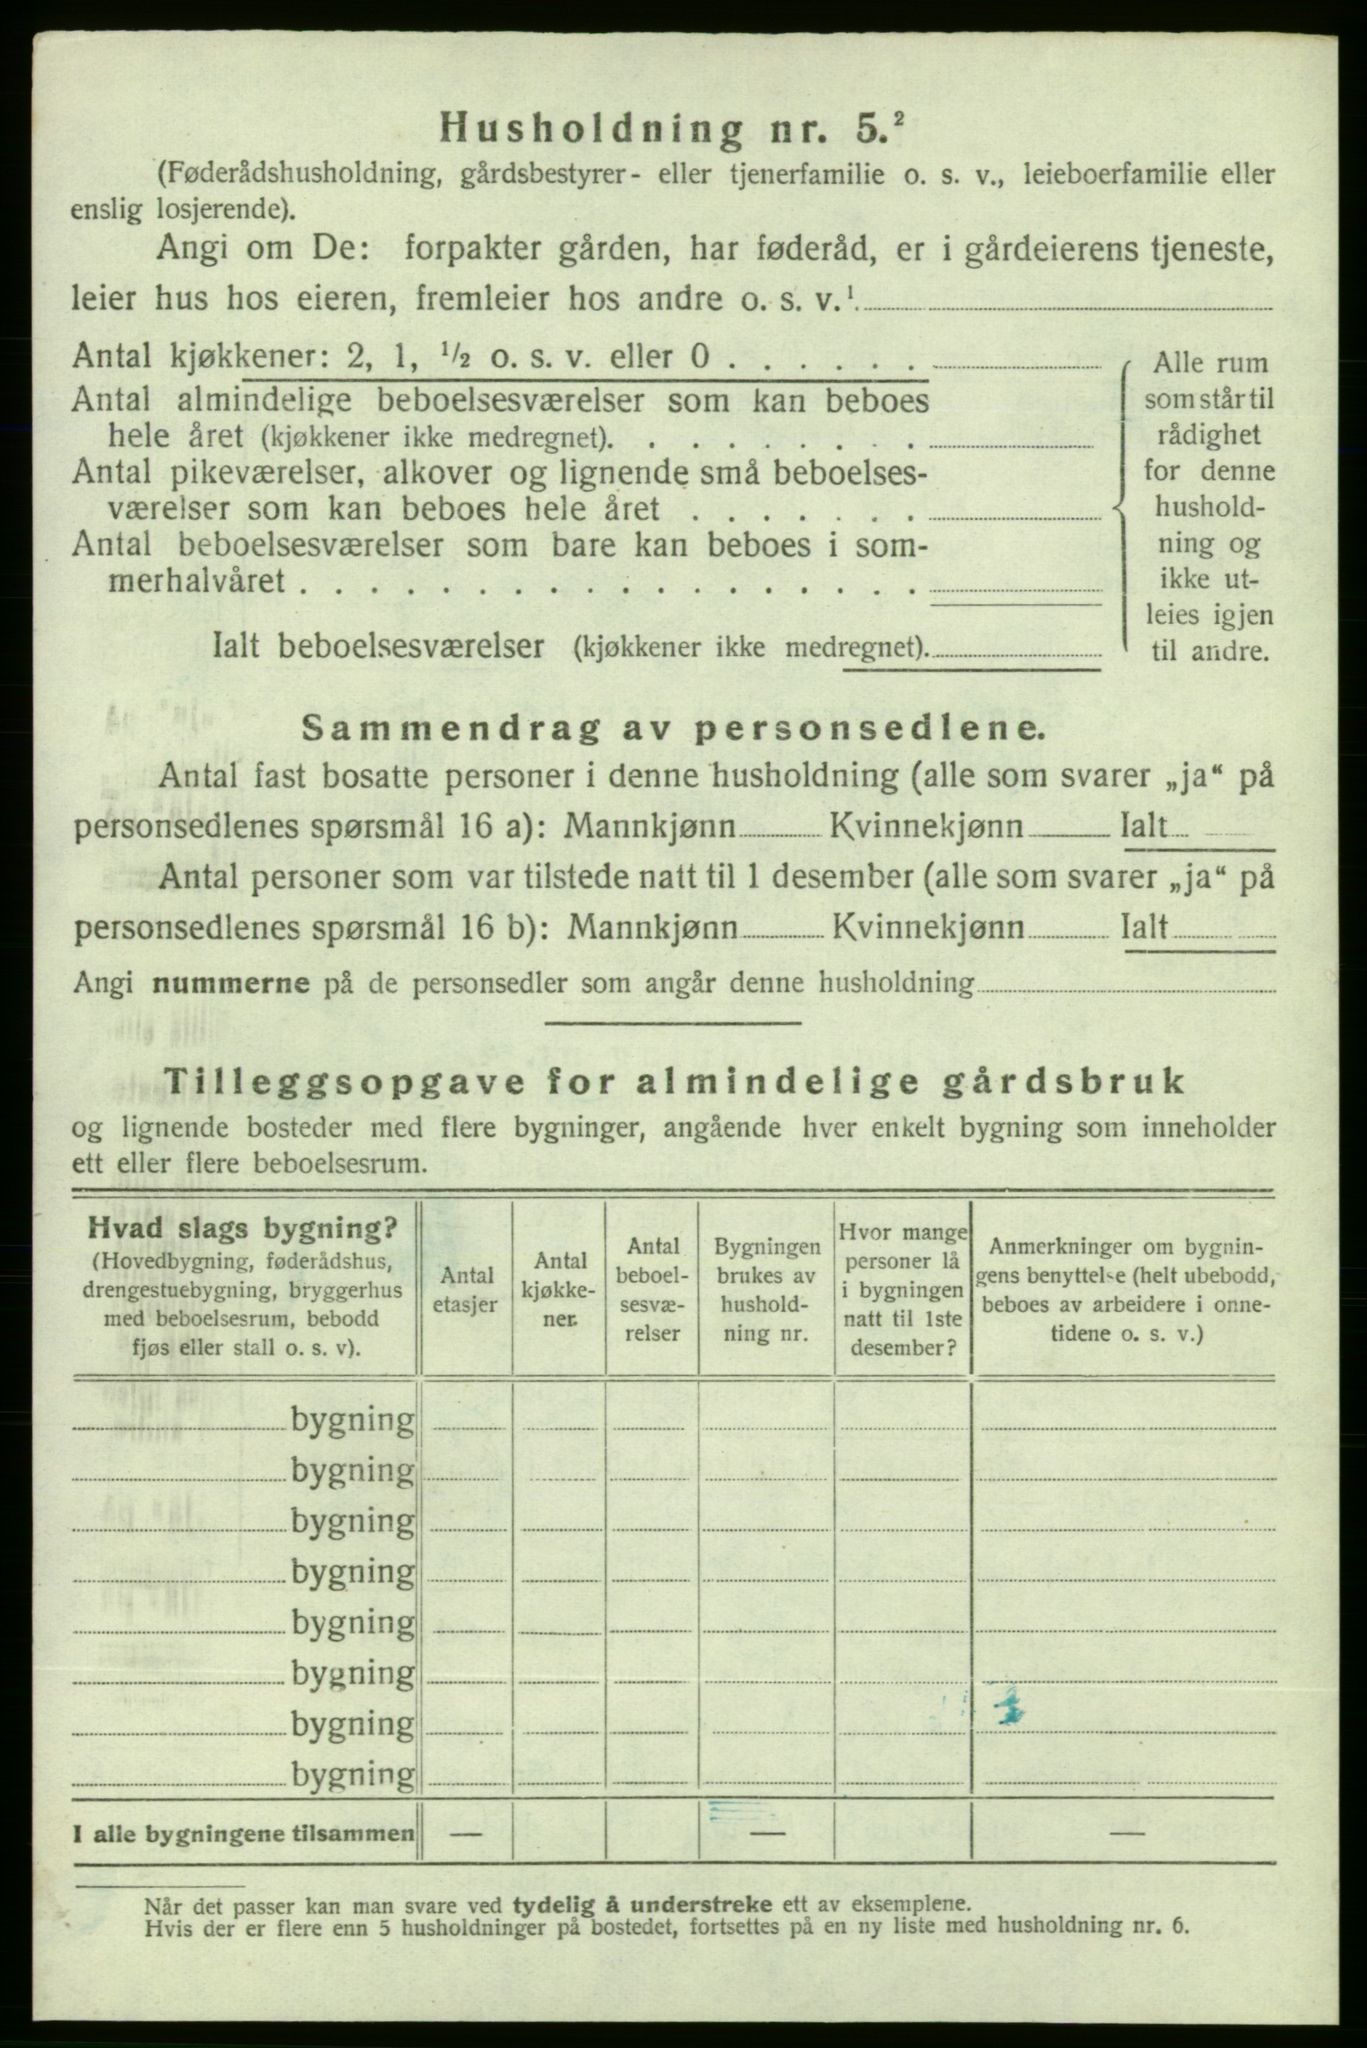 Husholdning nr. 5.²
(Føderådshusholdning, gårdsbestyrer- eller tjenerfamilie o. s. v., leieboerfamilie eller
enslig losjerende).
Angi om De: forpakter gården, har føderåd, er i gårdeierens tjeneste,
leier hus hos eieren, fremleier hos andre o. s. v.¹
Antal kjøkkener: 2, 1, ½ o. s. v. eller 0 . . . . . .
Antal almindelige beboelsesværelser som kan beboes
hele året (kjøkkener ikke medregnet). . . . . . . . .
Antal pikeværelser, alkover og lignende små beboelses-
værelser som kan beboes hele året . . . . . . .
Antal beboelsesværelser som bare kan beboes i som-
merhalvåret . . . . . . . . . . . . . . . . . .
Ialt beboelsesværelser (kjøkkener ikke medregnet).
Alle rum
som står til
rådighet
for denne
hushold-
ning og
ikke ut-
leies igjen
til andre.
Sammendrag av personsedlene.
Antal fast bosatte personer i denne husholdning (alle som svarer „ja“ på
personsedlenes spørsmål 16 a): Mannkjønn Kvinnekjønn Ialt
Antal personer som var tilstede natt til 1 desember (alle som svarer „ja“ på
personsedlenes spørsmål 16 b): Mannkjønn Kvinnekjønn Ialt
Angi nummerne på de personsedler som angår denne husholdning
Tilleggsopgave for almindelige gårdsbruk
og lignende bosteder med flere bygninger, angående hver enkelt bygning som inneholder
ett eller flere beboelsesrum.
Hvad slags bygning?
(Hovedbygning, føderådshus,
drengestuebygning, bryggerhus
med beboelsesrum, bebodd
fjøs eller stall o. s. v).
Antal
etasjer
Antal
kjøkke-
ner.
Antal
beboel-
sesvæ-
relser
Bygningen
brukes av
hushold-
ning nr.
Hvor mange
personer lå
i bygningen
natt til 1ste
desember?
Anmerkninger om bygnin-
gens benyttelse (helt ubebodd,
beboes av arbeidere i onne-
tidene o. s. v.)
bygning
bygning
bygning
bygning
bygning
bygning
bygning
bygning
I alle bygningene tilsammen — — —
Når det passer kan man svare ved tydelig å understreke ett av eksemplene.
Hvis der er flere enn 5 husholdninger på bostedet, fortsettes på en ny liste med husholdning nr. 6.